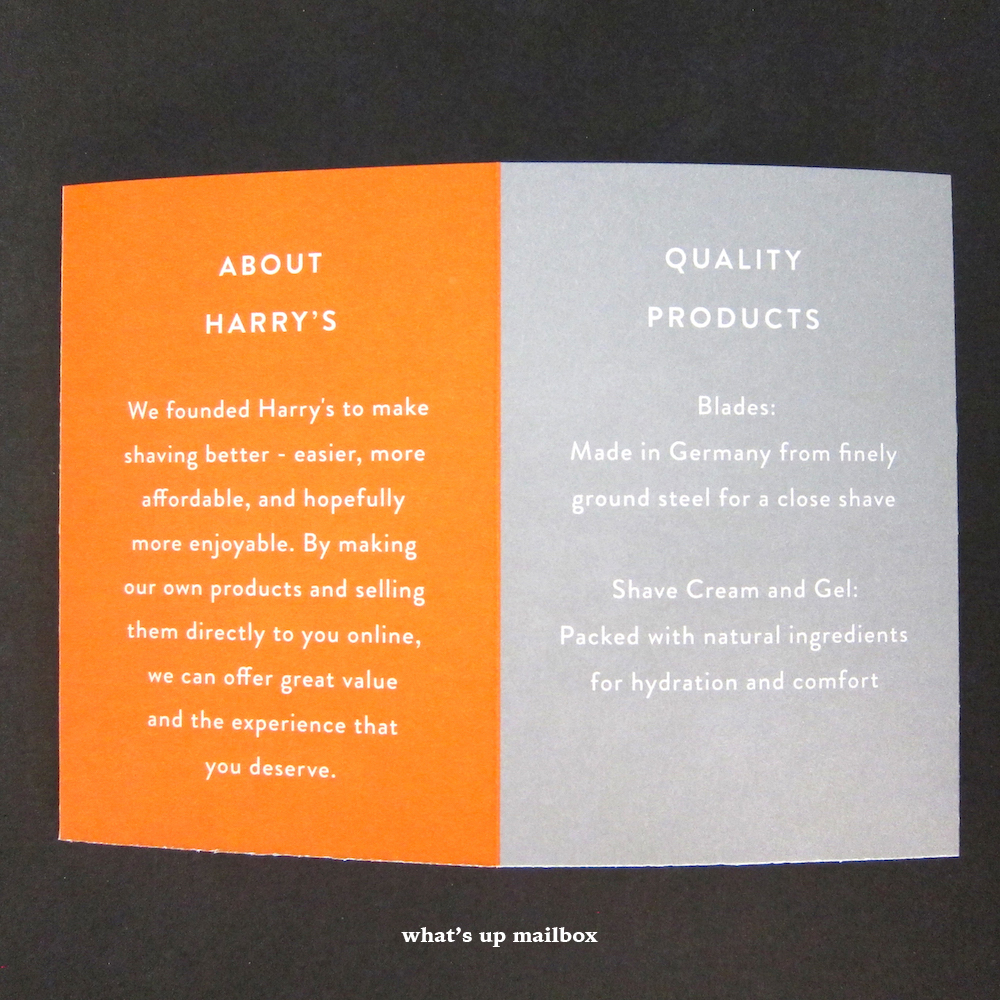 ABOUT
HARRY'S
We founded Harry's to make
shaving better - easier, more
affordable, and hopefully
more enjoyable. By making
our own products and selling
them directly to you online,
we can offer great value
and the experience that
you deserve.
QUALITY
PRODUCTS
Blades:
Made in Germany from finely
ground steel for a close shave
Shave Cream and Gel:
Packed with natural ingredients
for hydration and comfort
what's up mailbox